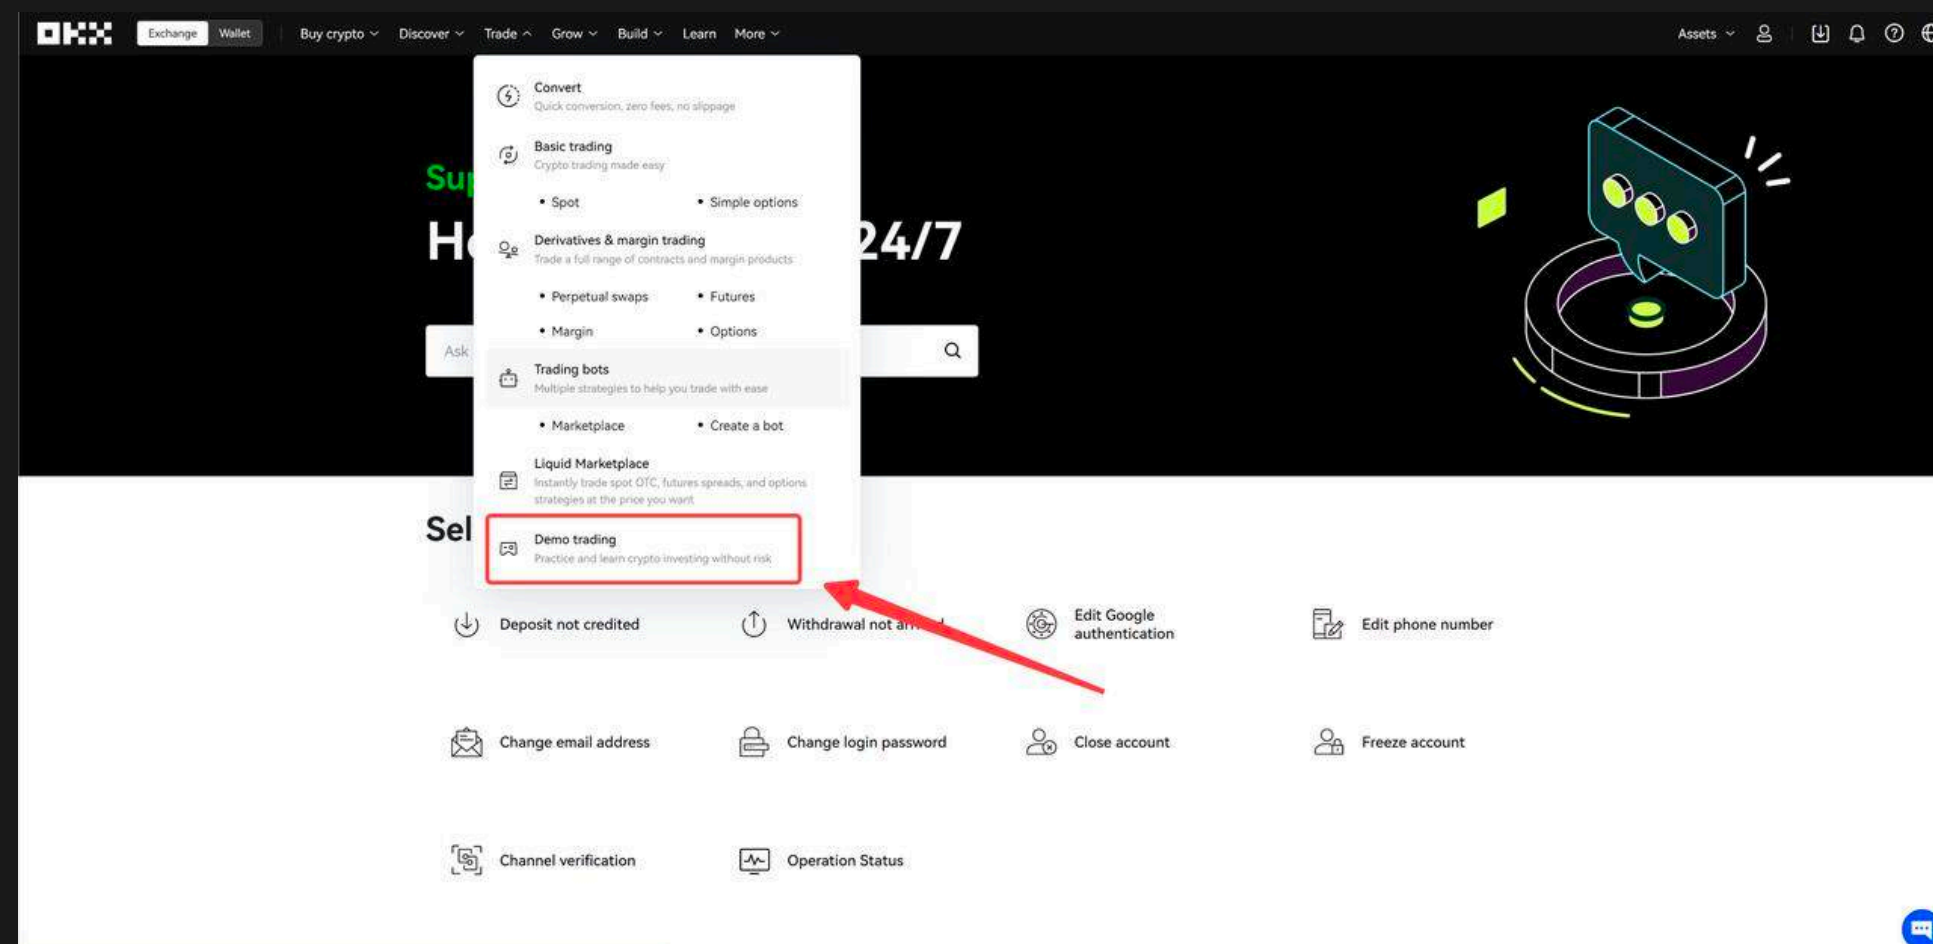 OKX
Exchange Wallet Buy crypto Discover Trade Grow Build Learn More Assets
Convert
Quick conversion, zero fees, no slippage
Basic trading
Crypto trading made easy
Spot Simple options
24/7
Derivatives & margin trading
Trade a full range of contracts and margin products
Perpetual swaps Futures
Margin Options
Ask
Trading bots
Multiple strategies to help you trade with ease
Marketplace Create a bot
Liquid Marketplace
Instantly trade spot OTC, futures spreads, and options
strategies at the price you want
Sel
Demo trading
Practice and learn crypto investing without risk
Deposit not credited
Withdrawal not
Edit Google
authentication
Edit phone number
Change email address
Change login password
Close account
Freeze account
Channel verification
Operation Status